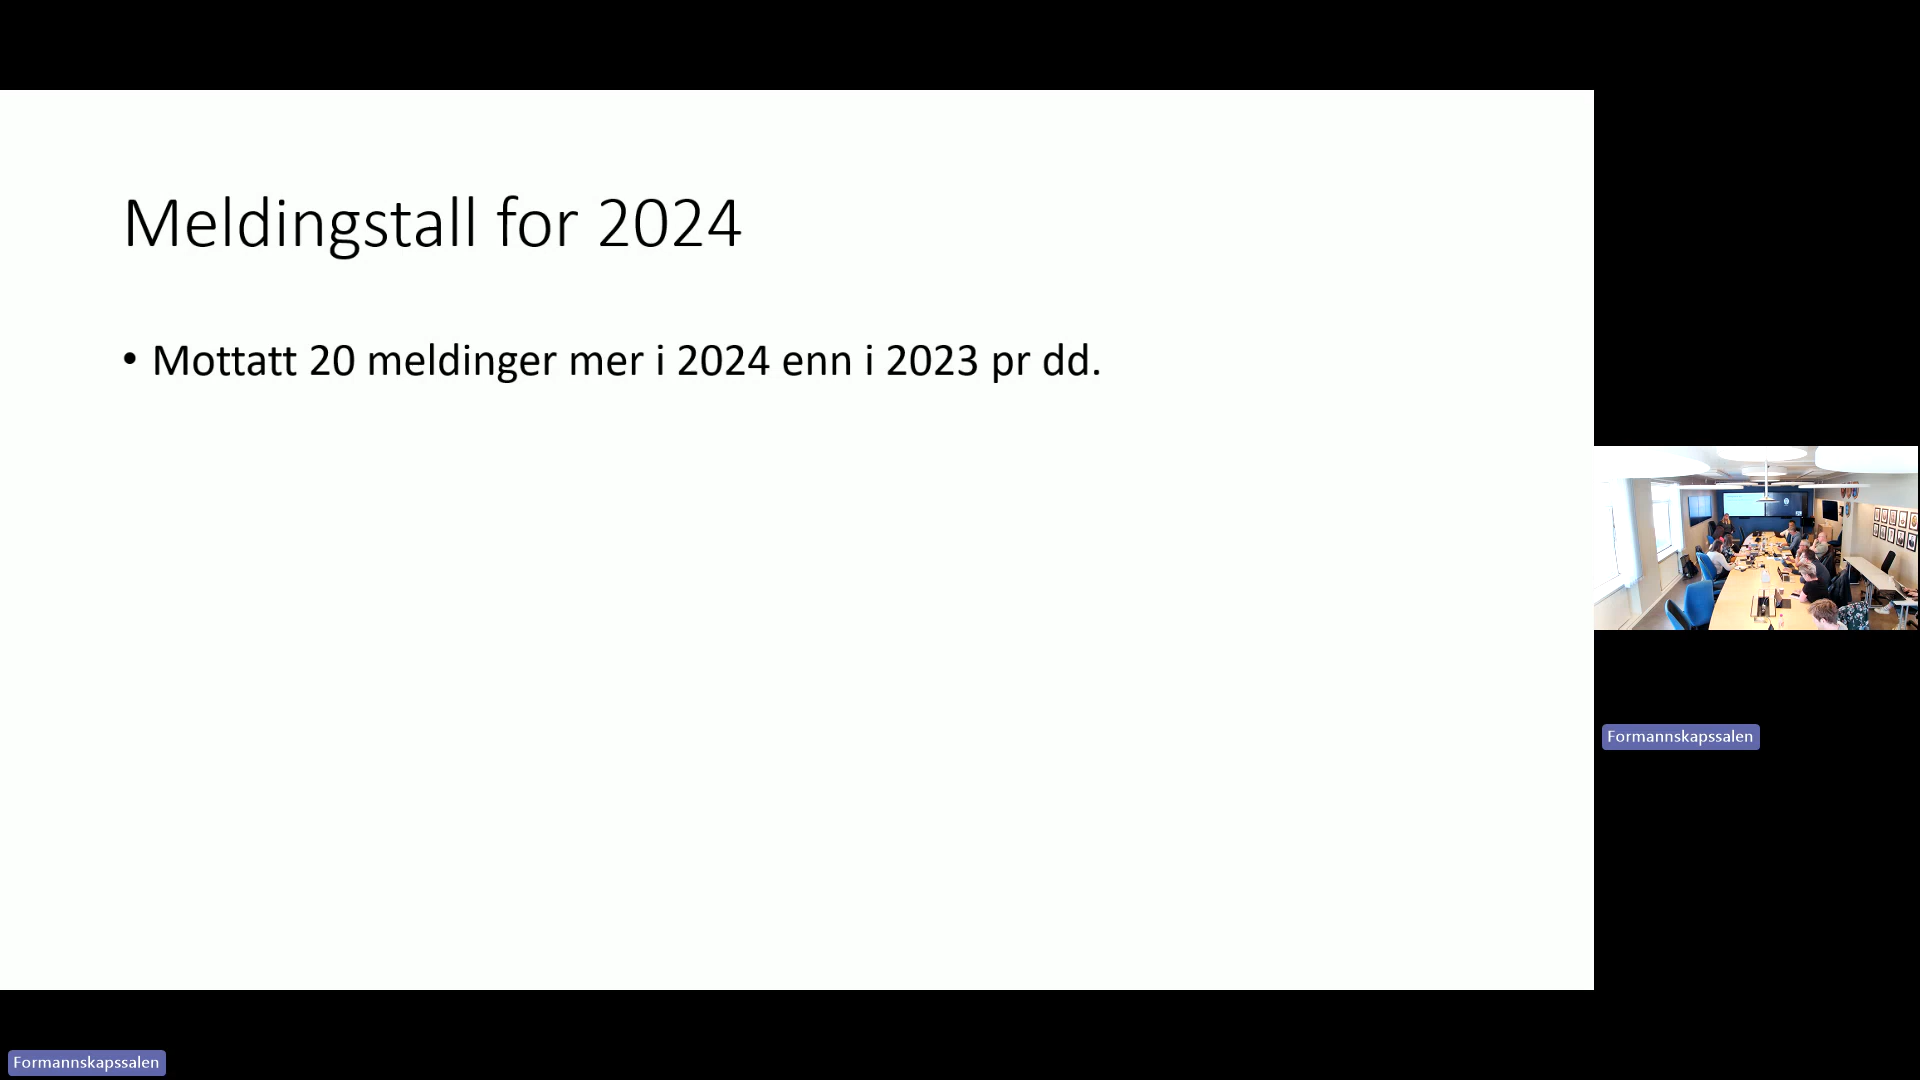 Meldingstall for 2024
• Mottatt 20 meldinger mer i 2024 enn i 2023 pr dd.
Formannskapssalen
Formannskapssalen